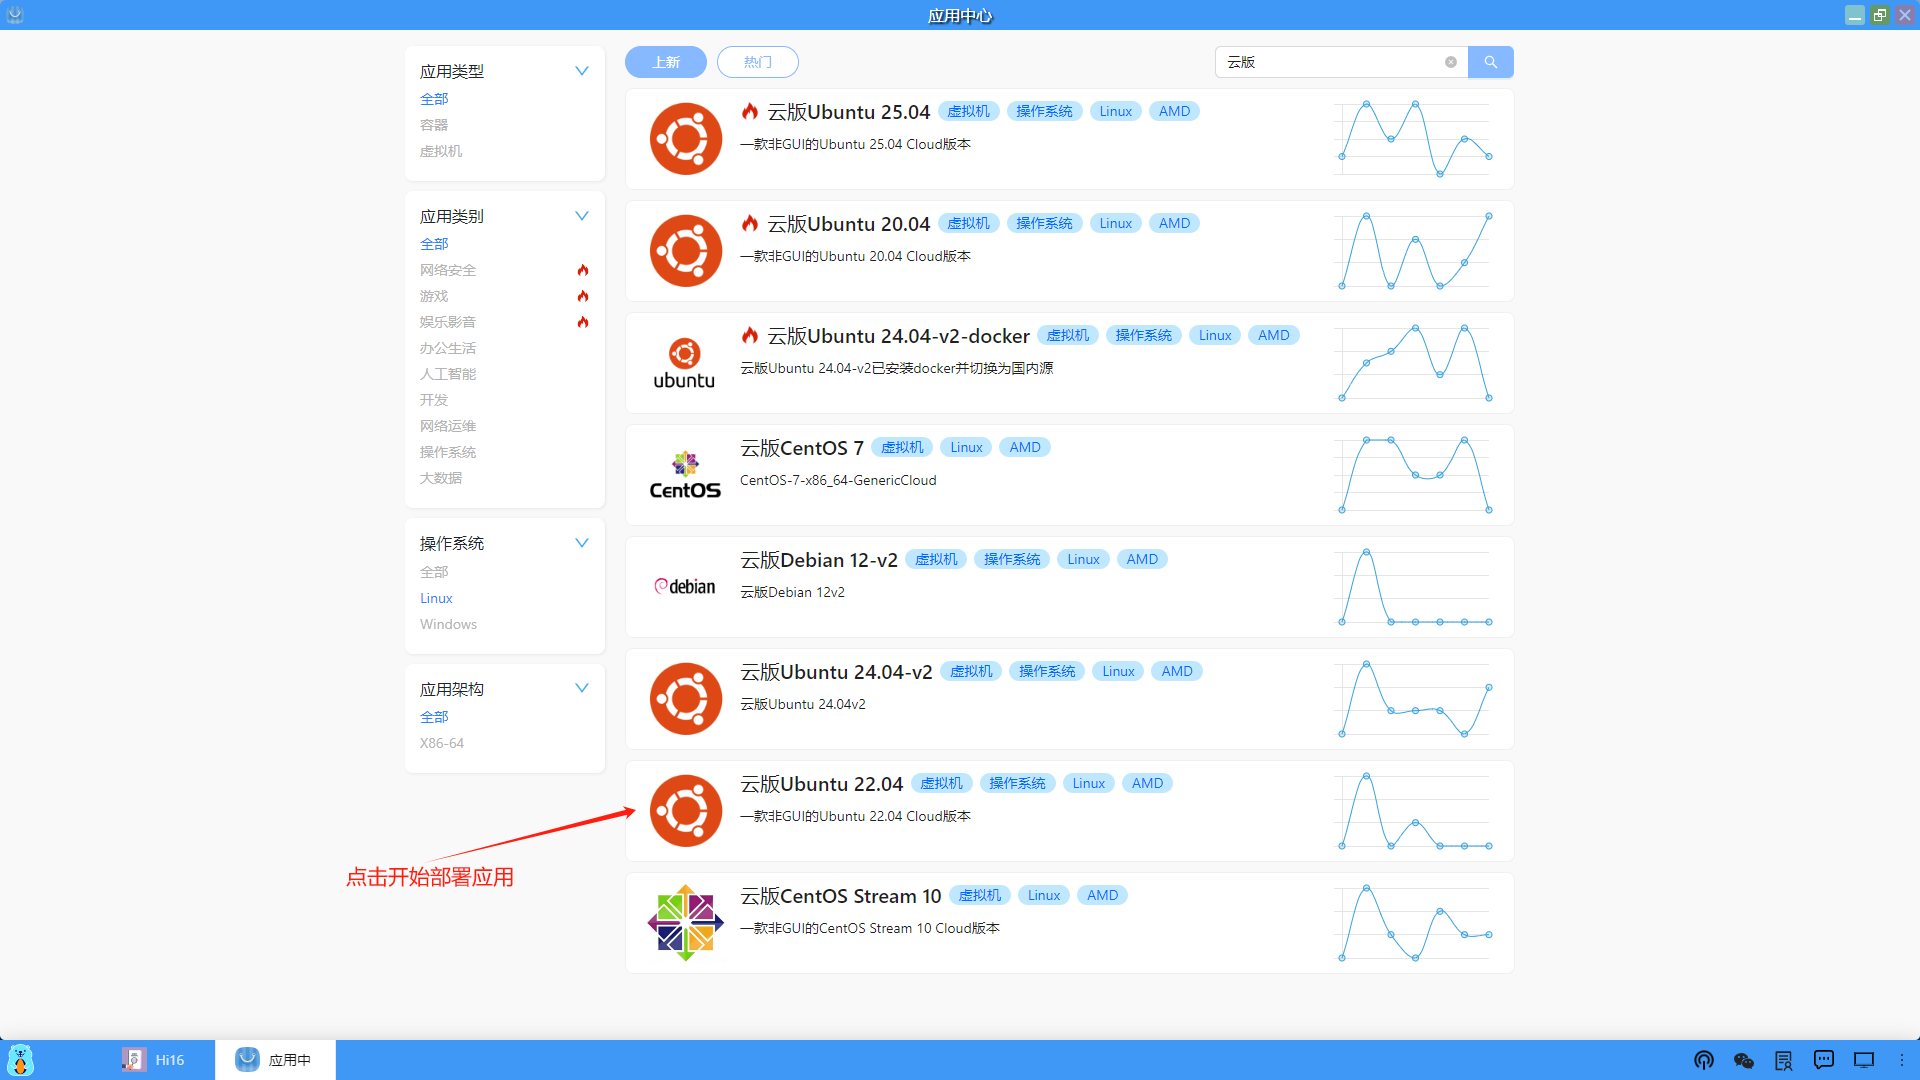 应用中心
应用类型
全部
容器
虚拟机
应用类别
全部
网络安全
游戏
娱乐影音
办公生活
人工智能
开发
网络运维
操作系统
大数据
操作系统
全部
Linux
Windows
应用架构
全部
X86-64
上新 热门 云版
云版Ubuntu 25.04 虚拟机 操作系统 Linux AMD
一款非GUI的Ubuntu 25.04 Cloud版本
云版Ubuntu 20.04 虚拟机 操作系统 Linux AMD
一款非GUI的Ubuntu 20.04 Cloud版本
云版Ubuntu 24.04-v2-docker 虚拟机 操作系统 Linux AMD
ubuntu
云版Ubuntu 24.04-v2已安装docker并切换为国内源
云版CentOS 7 虚拟机 Linux AMD
CentOS
CentOS-7-x86_64-GenericCloud
云版Debian 12-v2 虚拟机 操作系统 Linux AMD
debian
云版Debian 12v2
云版Ubuntu 24.04-v2 虚拟机 操作系统 Linux AMD
云版Ubuntu 24.04v2
云版Ubuntu 22.04 虚拟机 操作系统 Linux AMD
一款非GUI的Ubuntu 22.04 Cloud版本
点击开始部署应用
云版CentOS Stream 10 虚拟机 Linux AMD
一款非GUI的CentOS Stream 10 Cloud版本
Hi16 应用中